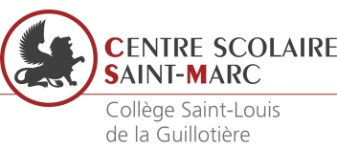 CENTRE SCOLAIRE
SAINT-MARC
Collège Saint-Louis
de la Guillotière